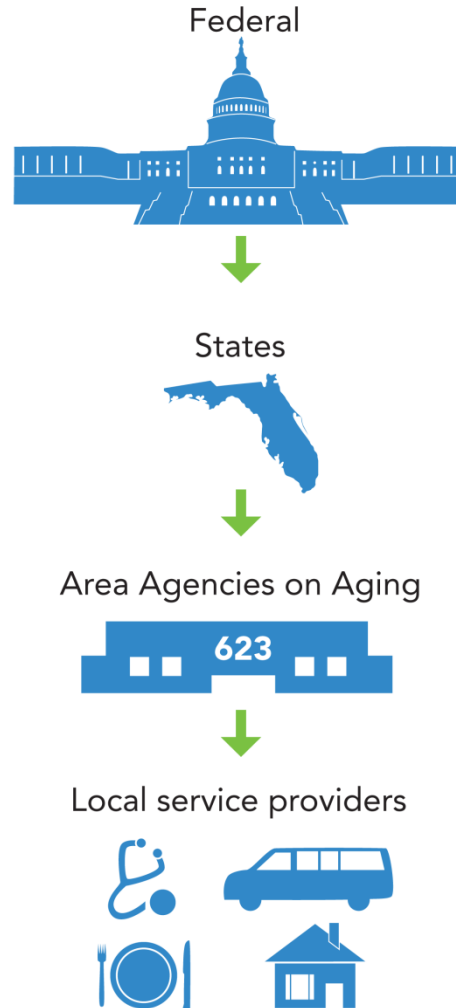 Federal
States
Area Agencies on Aging
623
Local service providers